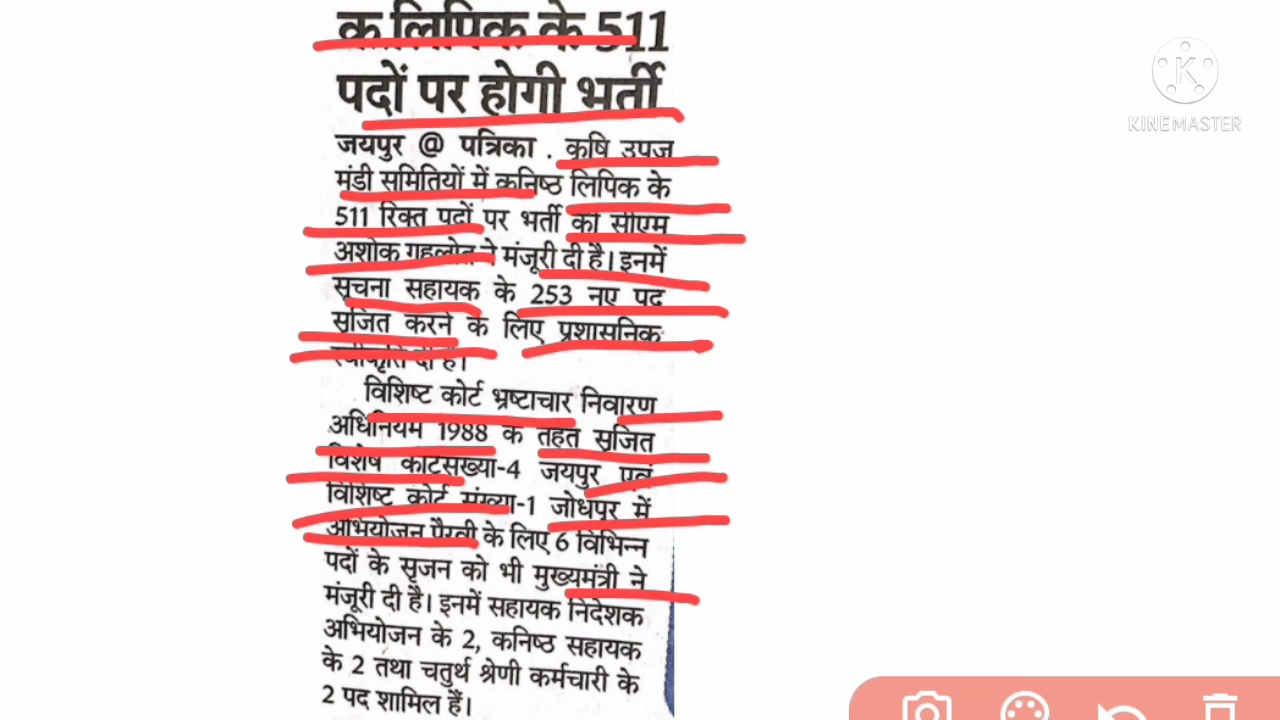 क लिपिक के 511
पदों पर होगी भर्ती
जयपुर @ पत्रिका . कृषि उपज
मंडी समितियों में कनिष्ठ लिपिक के
511 रिक्त पदों पर भर्ती की सीएम
अशोक गहलोत ने मंजूरी दी है। इनमें
सूचना सहायक के 253 नए पद
सृजित करने के लिए प्रशासनिक
स्वीकृति दी है।
विशिष्ट कोर्ट भ्रष्टाचार निवारण
अधिनियम 1988 के तहत सृजित
विशेष कोर्टसंख्या-4 जयपुर एवं
विशिष्ट कोर्ट संख्या-1 जोधपुर में
अभियोजन पैरवी के लिए 6 विभिन्न
पदों के सृजन को भी मुख्यमंत्री ने
मंजूरी दी है। इनमें सहायक निदेशक
अभियोजन के 2, कनिष्ठ सहायक
के 2 तथा चतुर्थ श्रेणी कर्मचारी के
2 पद शामिल हैं।
K
KINEMASTER